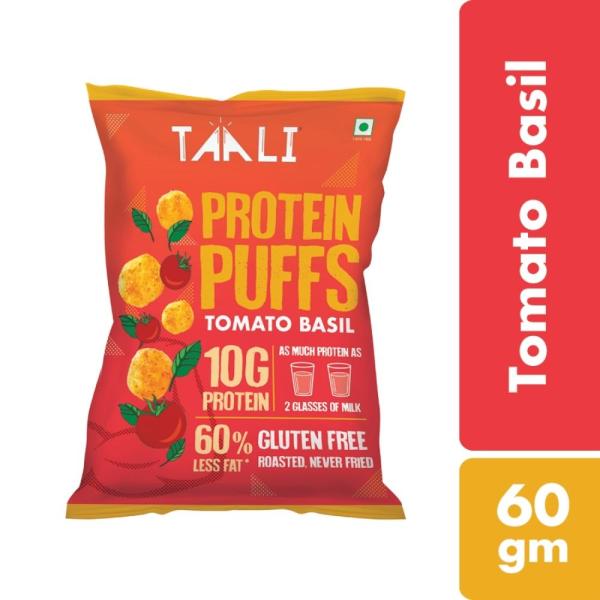 TAALI
PROTEIN
PUFFS
TOMATO BASIL
10G
PROTEIN
AS MUCH PROTEIN AS
2 GLASSES OF MILK
60%
LESS FAT*
GLUTEN FREE
ROASTED, NEVER FRIED
Tomato Basil
60
gm